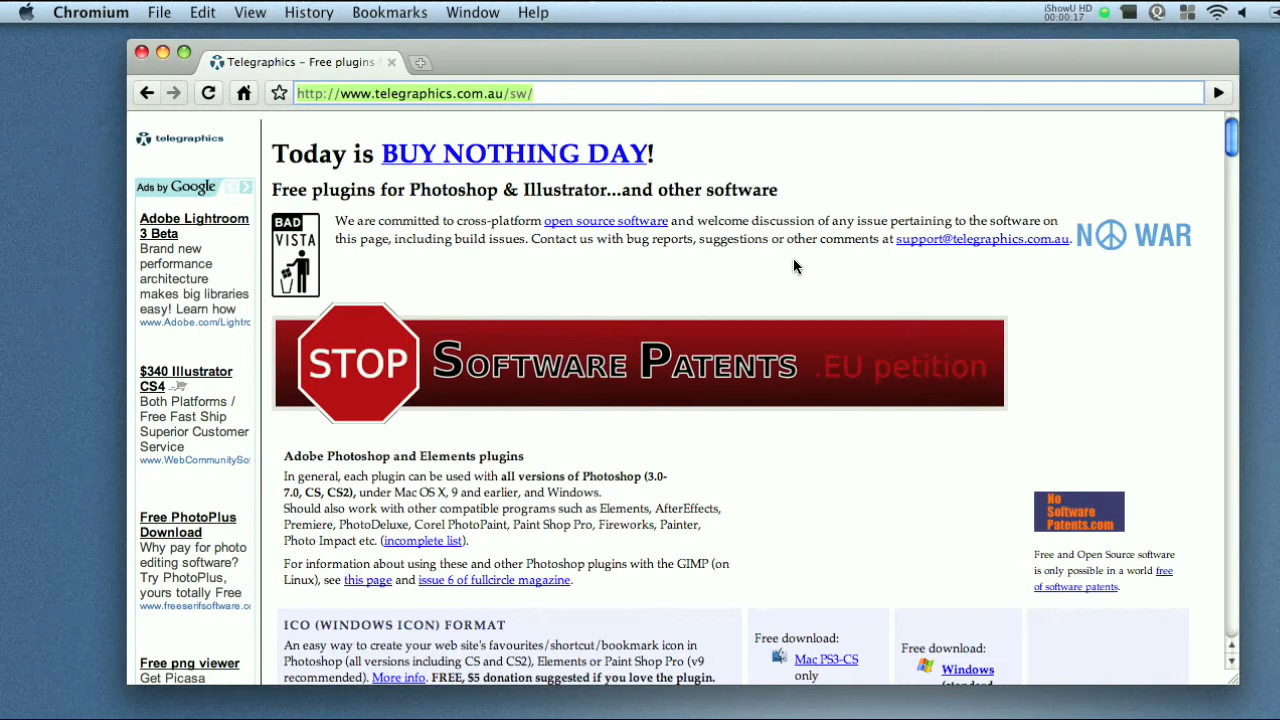 Chromium File Edit View History Bookmarks Window Help
iShowU HD
00:00:17
Telegraphics – Free plugins
http://www.telegraphics.com.au/sw/
telegraphics
Ads by Google
Adobe Lightroom
3 Beta
Brand new
performance
architecture
makes big libraries
easy! Learn how
www.Adobe.com/Lightro
$340 Illustrator
CS4
Both Platforms /
Free Fast Ship
Superior Customer
Service
www.WebCommunitySo
Free PhotoPlus
Download
Why pay for photo
editing software?
Try PhotoPlus,
yours totally Free
www.freeserifsoftware.c
Free png viewer
Get Picasa
Today is BUY NOTHING DAY!
Free plugins for Photoshop & Illustrator...and other software
BAD
VISTA
We are committed to cross-platform open source software and welcome discussion of any issue pertaining to the software on
this page, including build issues. Contact us with bug reports, suggestions or other comments at support@telegraphics.com.au.
NO WAR
STOP SOFTWARE PATENTS .EU petition
Adobe Photoshop and Elements plugins
In general, each plugin can be used with all versions of Photoshop (3.0-
7.0, CS, CS2), under Mac OS X, 9 and earlier, and Windows.
Should also work with other compatible programs such as Elements, AfterEffects,
Premiere, PhotoDeluxe, Corel PhotoPaint, Paint Shop Pro, Fireworks, Painter,
Photo Impact etc. (incomplete list).
For information about using these and other Photoshop plugins with the GIMP (on
Linux), see this page and issue 6 of fullcircle magazine.
No
Software
Patents.com
Free and Open Source software
is only possible in a world free
of software patents.
ICO (WINDOWS ICON) FORMAT
An easy way to create your web site's favourites/shortcut/bookmark icon in
Photoshop (all versions including CS and CS2), Elements or Paint Shop Pro (v9
recommended). More info. FREE, $5 donation suggested if you love the plugin.
Free download:
Mac PS3-CS
only
Free download:
Windows
(standard